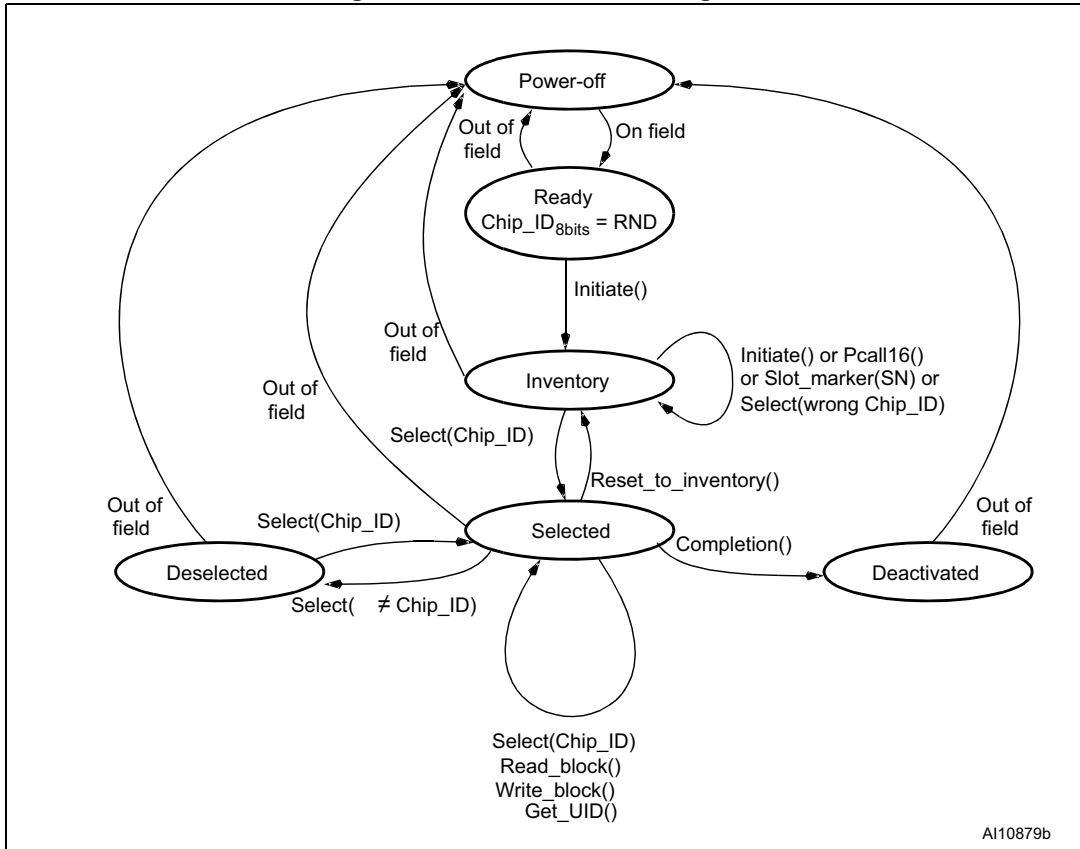 Power-off
Out of
field
On field
Ready
Chip_ID8bits = RND
Initiate()
Out of
field
Inventory
Initiate() or Pcall16()
or Slot_marker(SN) or
Select(wrong Chip_ID)
Out of
field
Select(Chip_ID)
Reset_to_inventory()
Out of
field
Select(Chip_ID)
Selected
Completion()
Out of
field
Deselected
Deactivated
Select( ≠ Chip_ID)
Select(Chip_ID)
Read_block()
Write_block()
Get_UID()
AI10879b